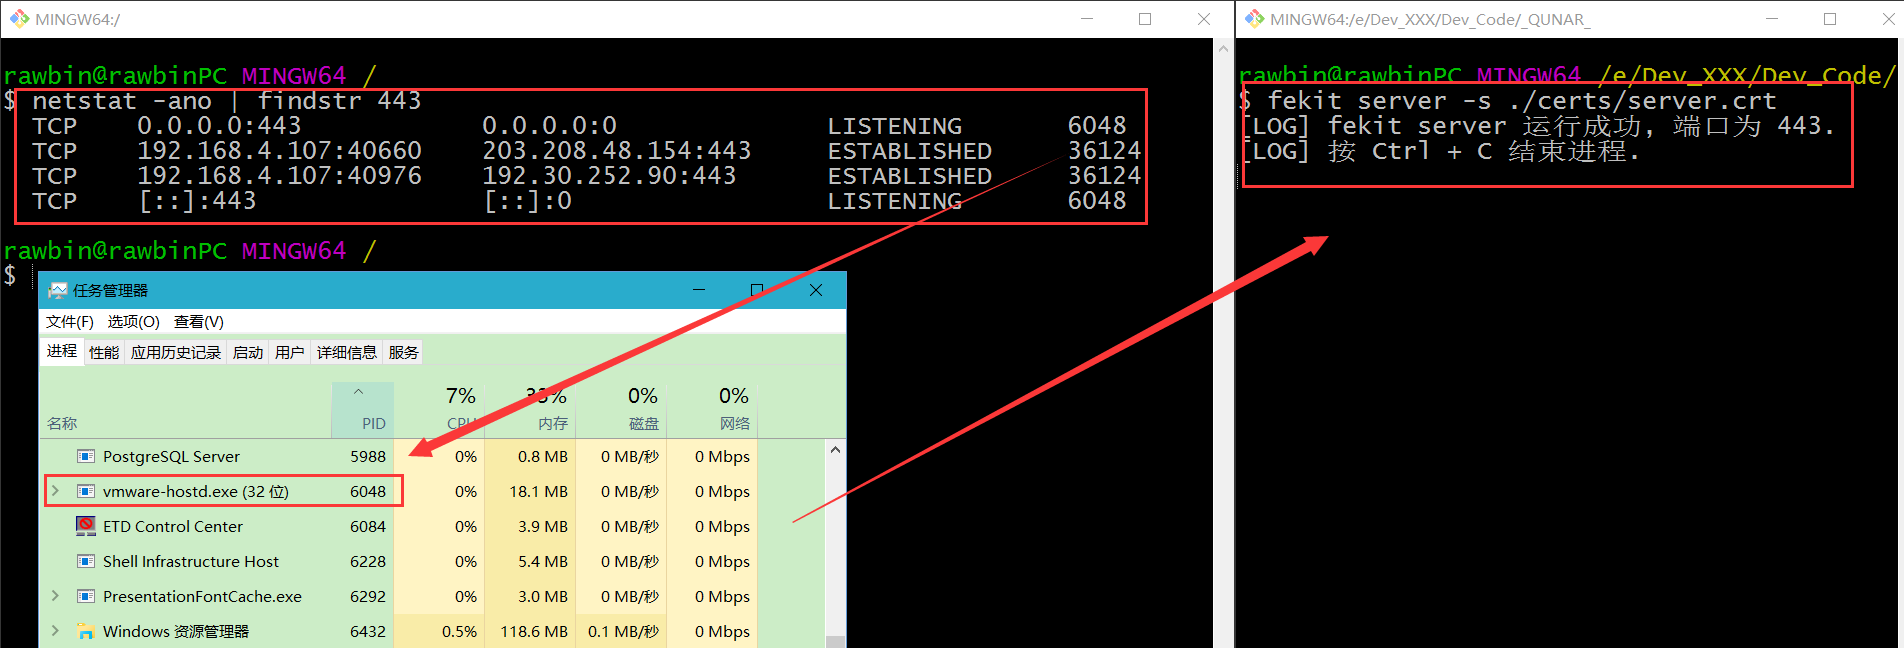 MINGW64:/
rawbin@rawbinPC MINGW64 /
$ netstat -ano | findstr 443
TCP 0.0.0.0:443 0.0.0.0:0 LISTENING 6048
TCP 192.168.4.107:40660 203.208.48.154:443 ESTABLISHED 36124
TCP 192.168.4.107:40976 192.30.252.90:443 ESTABLISHED 36124
TCP [::]:443 [::]:0 LISTENING 6048
rawbin@rawbinPC MINGW64 /
$
任务管理器
文件(F) 选项(O) 查看(V)
进程 性能 应用历史记录 启动 用户 详细信息 服务
7% 33% 0% 0%
名称 PID CPU 内存 磁盘 网络
PostgreSQL Server 5988 0% 0.8 MB 0 MB/秒 0 Mbps
vmware-hostd.exe (32 位) 6048 0% 18.1 MB 0 MB/秒 0 Mbps
ETD Control Center 6084 0% 3.9 MB 0 MB/秒 0 Mbps
Shell Infrastructure Host 6228 0% 5.4 MB 0 MB/秒 0 Mbps
PresentationFontCache.exe 6292 0% 3.0 MB 0 MB/秒 0 Mbps
Windows 资源管理器 6432 0.5% 118.6 MB 0.1 MB/秒 0 Mbps
MINGW64:/e/Dev_XXX/Dev_Code/_QUNAR_
rawbin@rawbinPC MINGW64 /e/Dev_XXX/Dev_Code/
$ fekit server -s ./certs/server.crt
[LOG] fekit server 运行成功, 端口为 443.
[LOG] 按 Ctrl + C 结束进程.